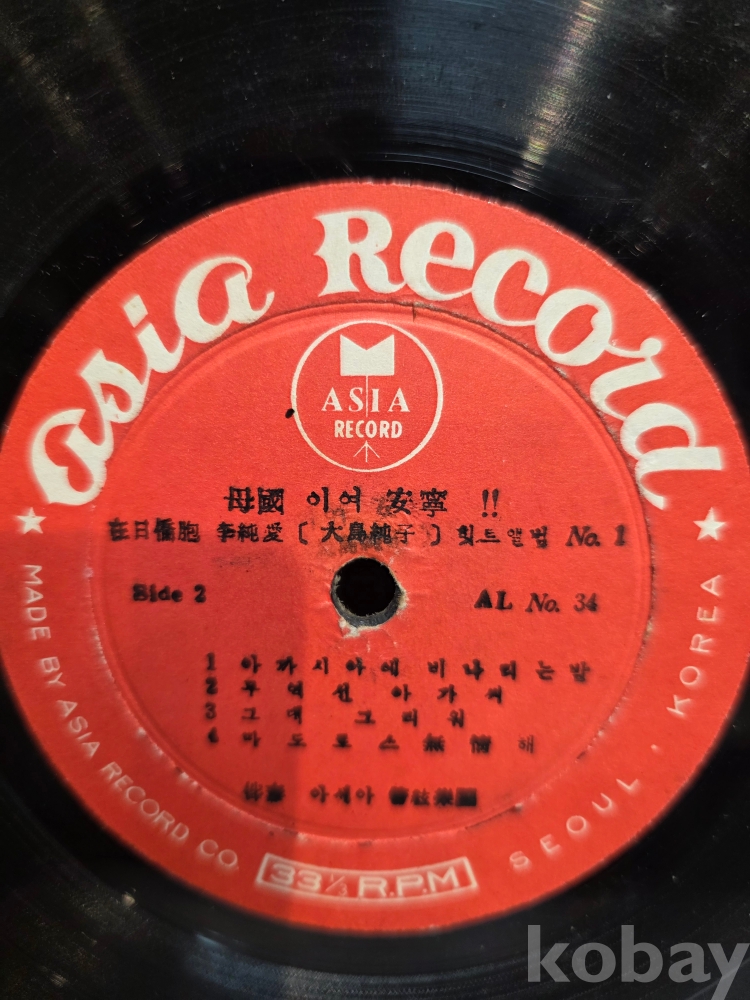 asia Record
ASIA
RECORD
母國 이여 安寧 !!
在日僑胞 李純愛 〔 大島純子 〕 힛트앨범 No. 1
Side 2 AL No. 34
1 아까시아에 비나리는밤
2 무역선 아가씨
3 그대 그리워
4 마도로스 無情해
伴奏 아세아 管絃樂團
★ MADE BY ASIA RECORD CO. 33⅓ R.P.M SEOUL . KOREA ★
kobay